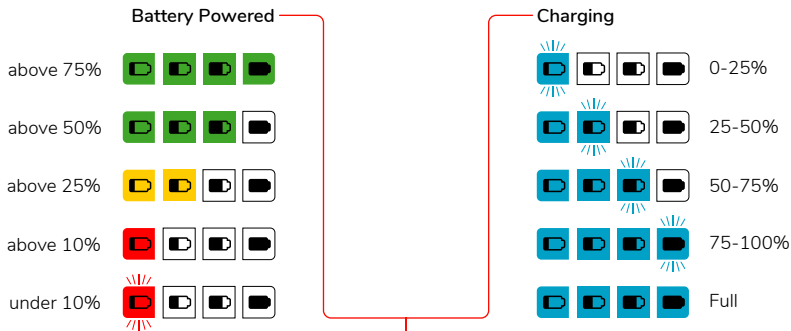 Battery Powered
above 75%
above 50%
above 25%
above 10%
under 10%
Charging
0-25%
25-50%
50-75%
75-100%
Full